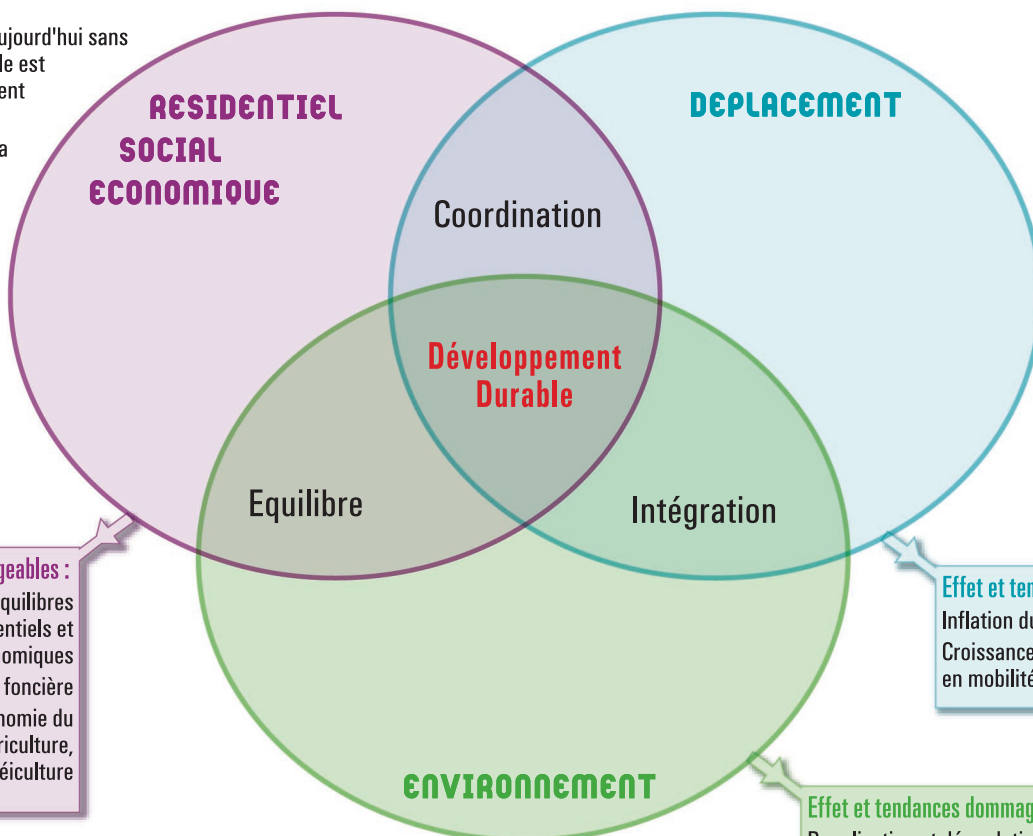 ujourd'hui sans
le est
ent
a
RESIDENTIEL
SOCIAL
ECONOMIQUE
DEPLACEMENT
Coordination
Développement
Durable
Equilibre
Intégration
ENVIRONNEMENT
geables :
quilibres
entiels et
omiques
foncière
nomie du
riculture,
éiculture
Effet et ten
Inflation du
Croissance
en mobilité
Effet et tendances dommag